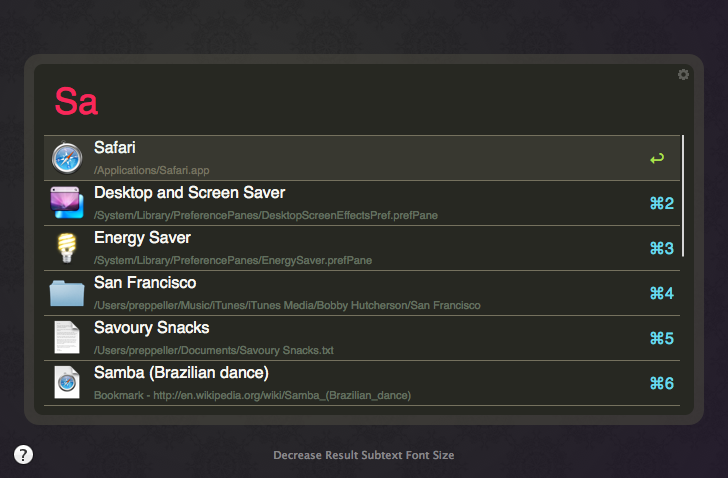 Sa
Safari
/Applications/Safari.app
Desktop and Screen Saver
/System/Library/PreferencePanes/DesktopScreenEffectsPref.prefPane
⌘2
Energy Saver
/System/Library/PreferencePanes/EnergySaver.prefPane
⌘3
San Francisco
/Users/preppeller/Music/iTunes/iTunes Media/Bobby Hutcherson/San Francisco
⌘4
Savoury Snacks
/Users/preppeller/Documents/Savoury Snacks.txt
⌘5
Samba (Brazilian dance)
Bookmark - http://en.wikipedia.org/wiki/Samba_(Brazilian_dance)
⌘6
?
Decrease Result Subtext Font Size